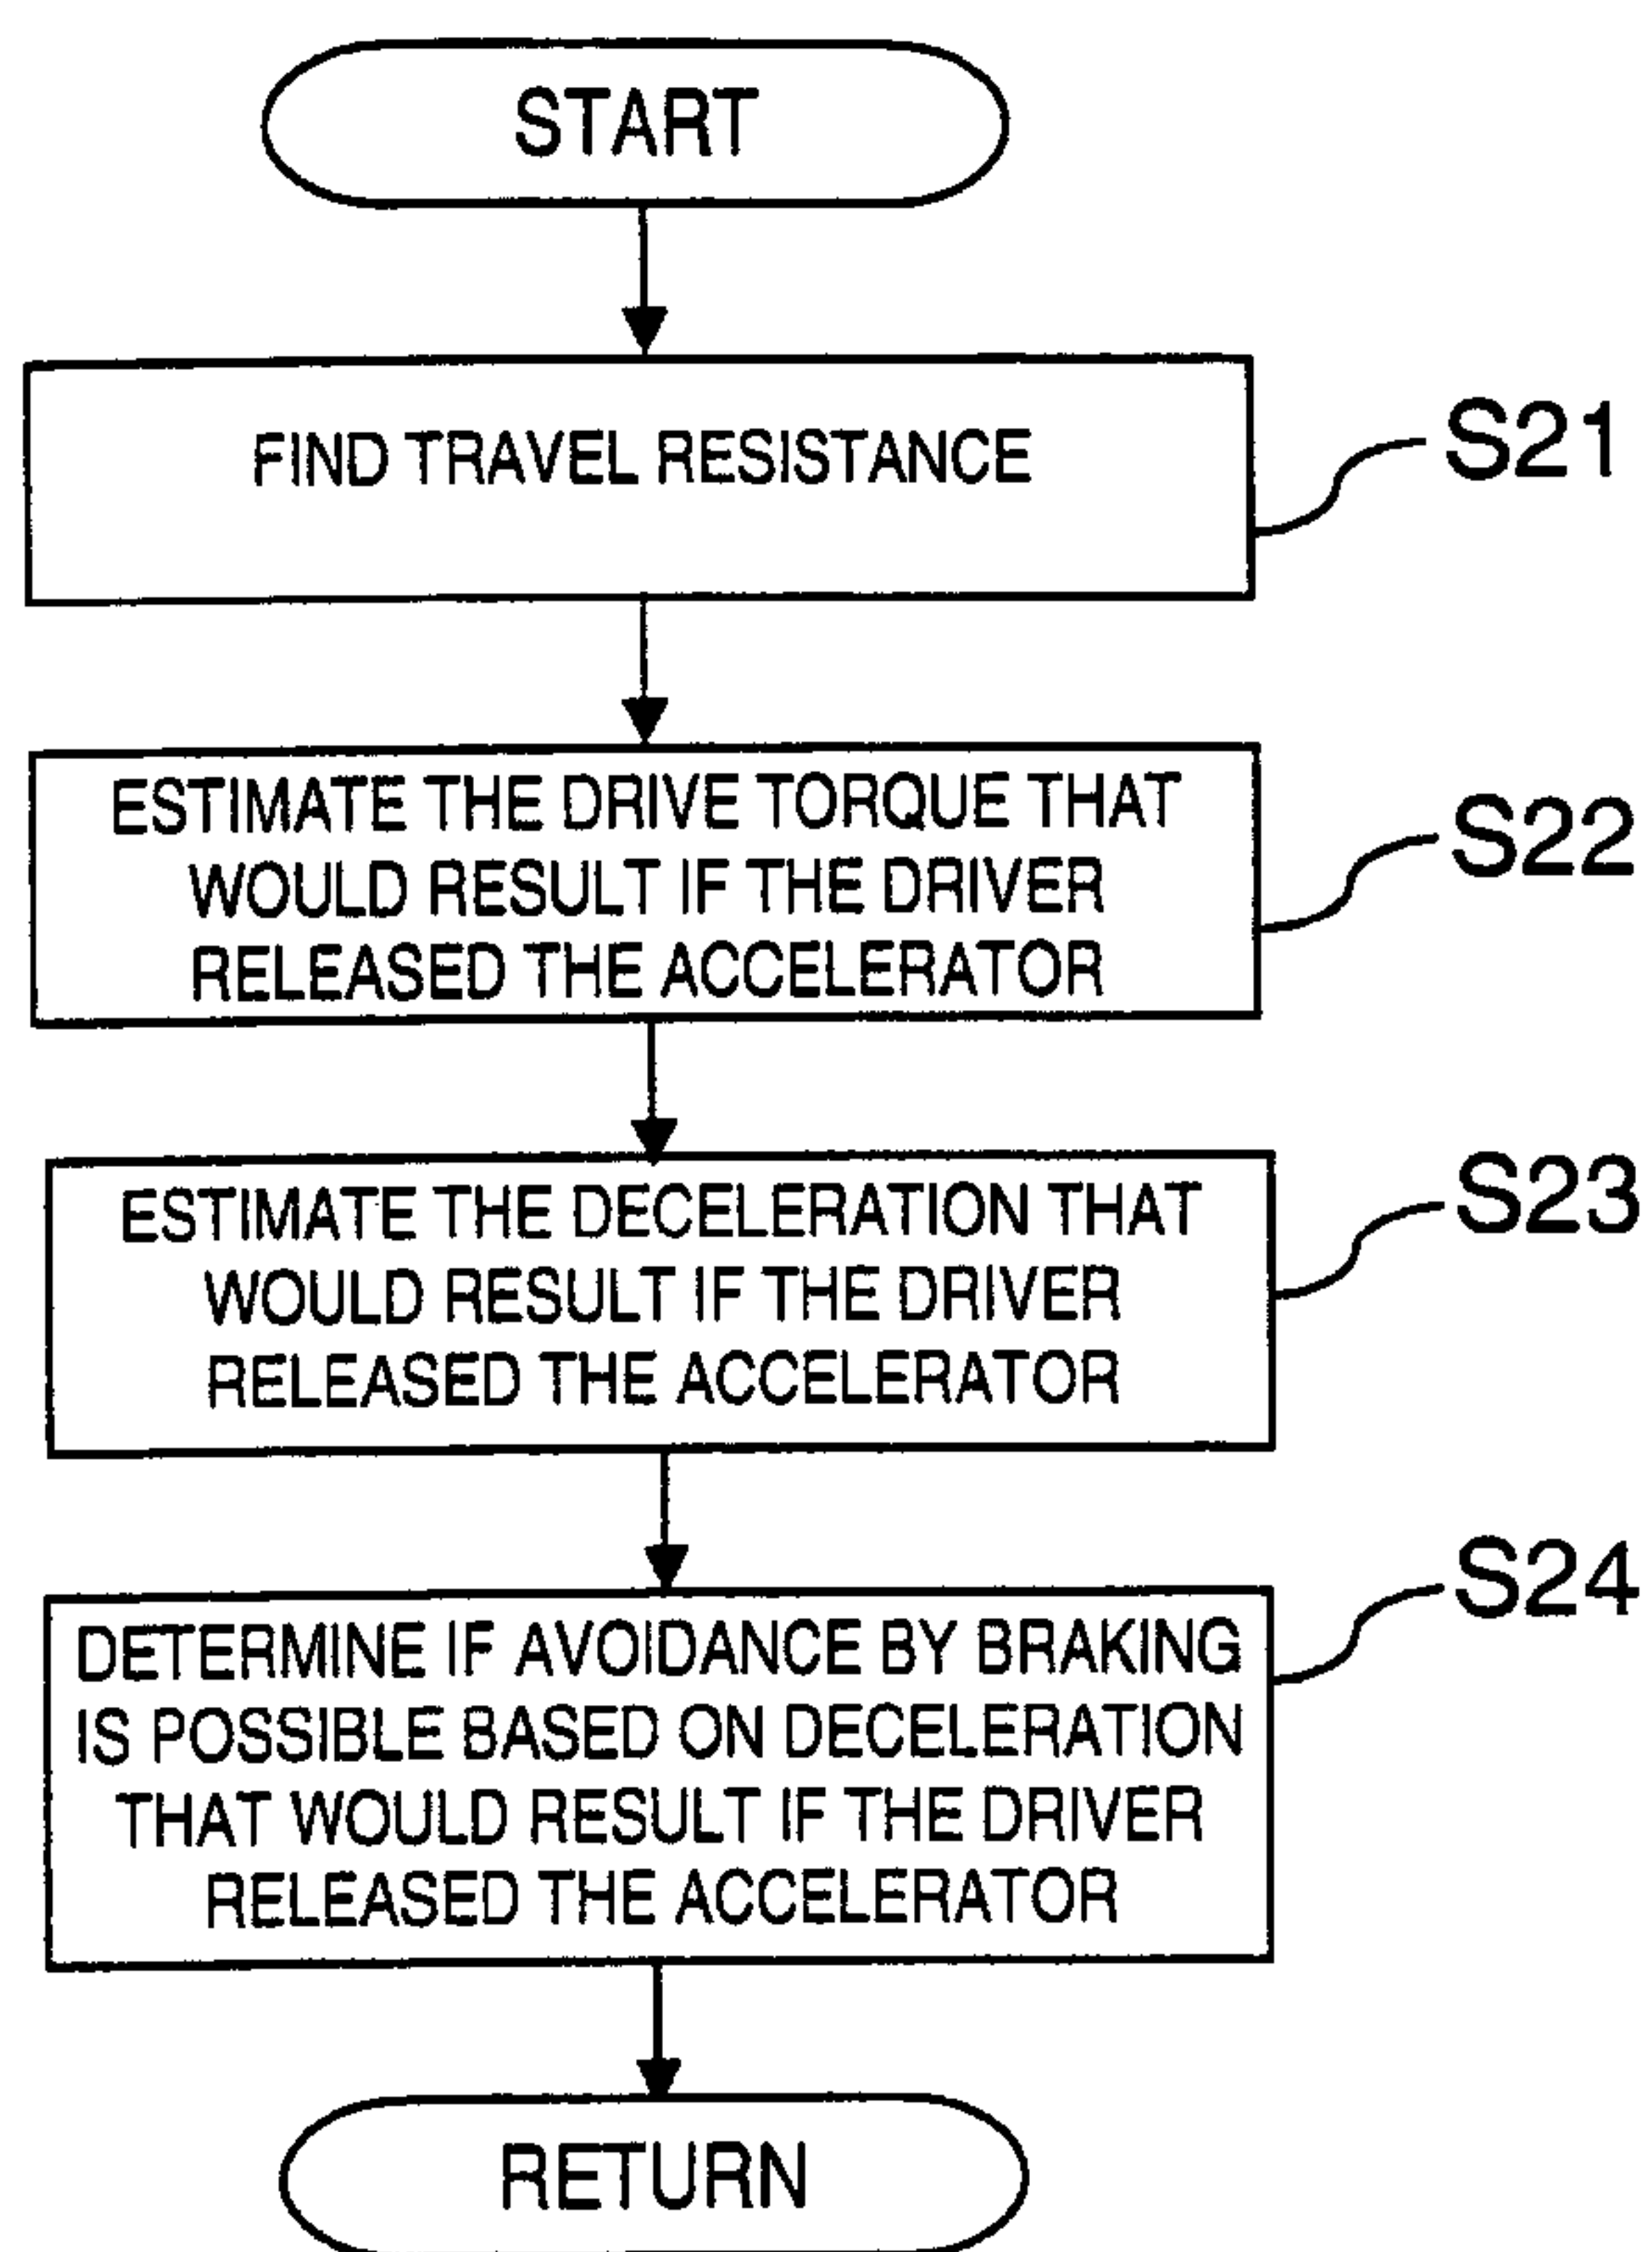 START
FIND TRAVEL RESISTANCE
S21
ESTIMATE THE DRIVE TORQUE THAT
WOULD RESULT IF THE DRIVER
RELEASED THE ACCELERATOR
S22
ESTIMATE THE DECELERATION THAT
WOULD RESULT IF THE DRIVER
RELEASED THE ACCELERATOR
S23
DETERMINE IF AVOIDANCE BY BRAKING
IS POSSIBLE BASED ON DECELERATION
THAT WOULD RESULT IF THE DRIVER
RELEASED THE ACCELERATOR
S24
RETURN